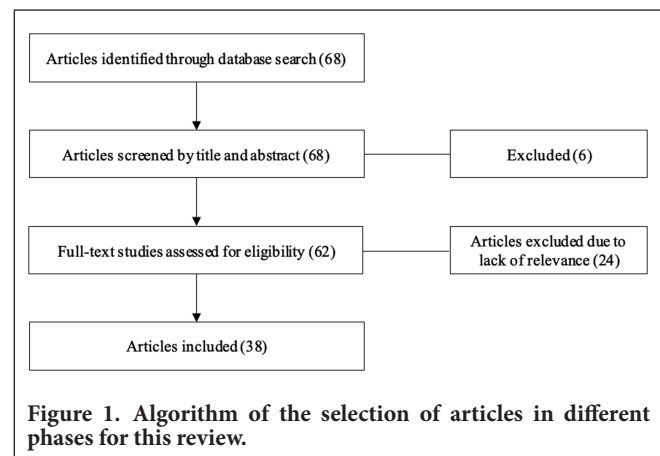 Articles identified through database search (68)
Articles screened by title and abstract (68)
Excluded (6)
Full-text studies assessed for eligibility (62)
Articles excluded due to
lack of relevance (24)
Articles included (38)
Figure 1. Algorithm of the selection of articles in different
phases for this review.